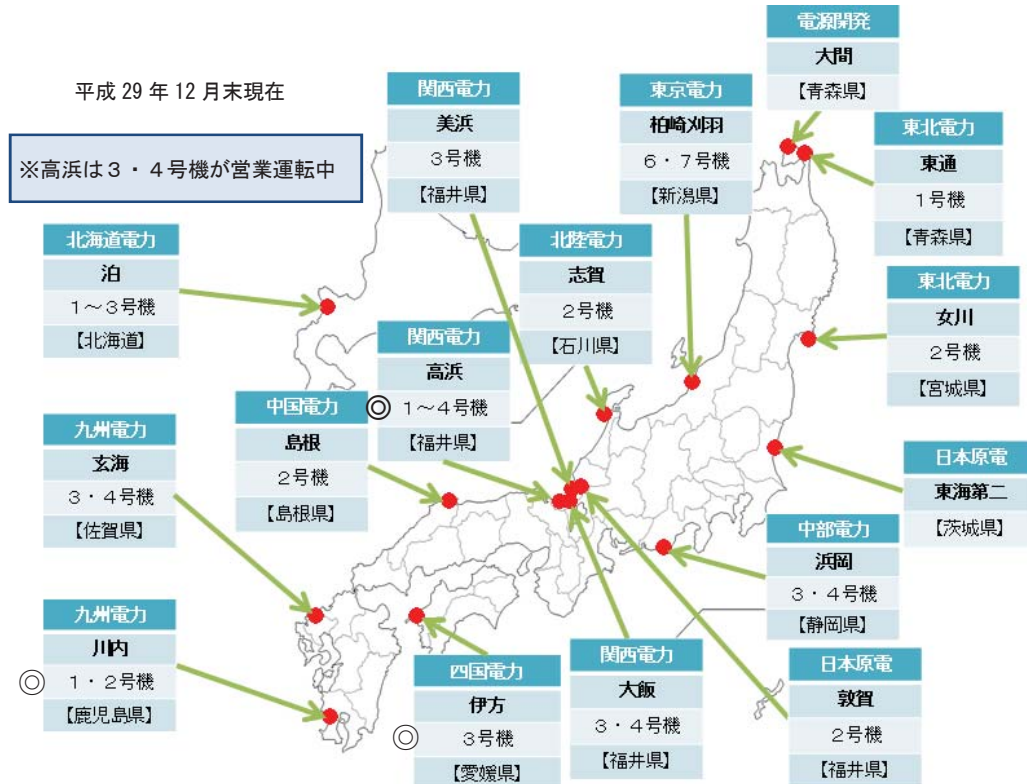 平成 29 年 12 月末現在
※高浜は３・４号機が営業運転中
電源開発
大間
【青森県】
関西電力
美浜
３号機
【福井県】
東京電力
柏崎刈羽
６・７号機
【新潟県】
東北電力
東通
１号機
【青森県】
北海道電力
泊
１～３号機
【北海道】
北陸電力
志賀
２号機
【石川県】
東北電力
女川
２号機
【宮城県】
関西電力
高浜
◎ １～４号機
【福井県】
中国電力
島根
２号機
【島根県】
九州電力
玄海
３・４号機
【佐賀県】
日本原電
東海第二
【茨城県】
中部電力
浜岡
３・４号機
【静岡県】
九州電力
川内
◎ １・２号機
【鹿児島県】
四国電力
伊方
◎ ３号機
【愛媛県】
関西電力
大飯
３・４号機
【福井県】
日本原電
敦賀
２号機
【福井県】